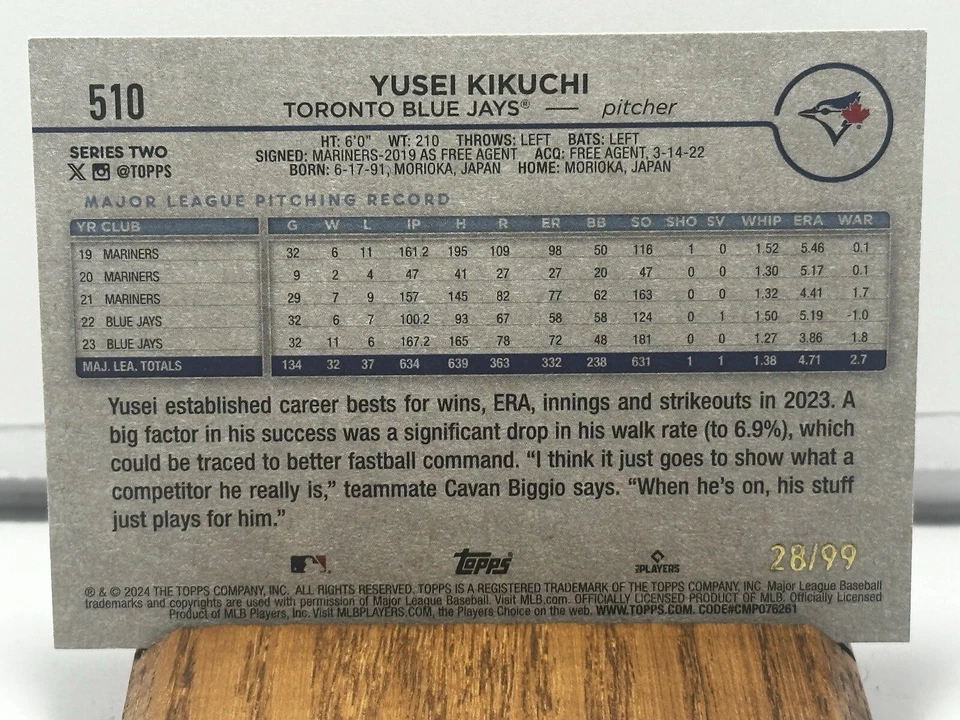 510
YUSEI KIKUCHI
TORONTO BLUE JAYS® — pitcher
SERIES TWO
@TOPPS
HT: 6'0" WT: 210 THROWS: LEFT BATS: LEFT
SIGNED: MARINERS-2019 AS FREE AGENT ACQ: FREE AGENT, 3-14-22
BORN: 6-17-91, MORIOKA, JAPAN HOME: MORIOKA, JAPAN
MAJOR LEAGUE PITCHING RECORD
YR CLUB G W L IP H R ER BB SO SHO SV WHIP ERA WAR
19 MARINERS 32 6 11 161.2 195 109 98 50 116 1 0 1.52 5.46 0.1
20 MARINERS 9 2 4 47 41 27 27 20 47 0 0 1.30 5.17 0.1
21 MARINERS 29 7 9 157 145 82 77 62 163 0 0 1.32 4.41 1.7
22 BLUE JAYS 32 6 7 100.2 93 67 58 58 124 0 1 1.50 5.19 -1.0
23 BLUE JAYS 32 11 6 167.2 165 78 72 48 181 0 0 1.27 3.86 1.8
MAJ. LEA. TOTALS 134 32 37 634 639 363 332 238 631 1 1 1.38 4.71 2.7
Yusei established career bests for wins, ERA, innings and strikeouts in 2023. A
big factor in his success was a significant drop in his walk rate (to 6.9%), which
could be traced to better fastball command. “I think it just goes to show what a
competitor he really is,” teammate Cavan Biggio says. “When he's on, his stuff
just plays for him.”
topps
PLAYERS
28/99
® & © 2024 THE TOPPS COMPANY, INC. ALL RIGHTS RESERVED. TOPPS IS A REGISTERED TRADEMARK OF THE TOPPS COMPANY, INC. Major League Baseball
trademarks and copyrights are used with permission of Major League Baseball. Visit MLB.com. OFFICIALLY LICENSED PRODUCT OF MLB. Officially Licensed
Product of MLB Players, Inc. Visit MLBPLAYERS.COM, the Players Choice on the web. WWW.TOPPS.COM. CODE#CMP076261